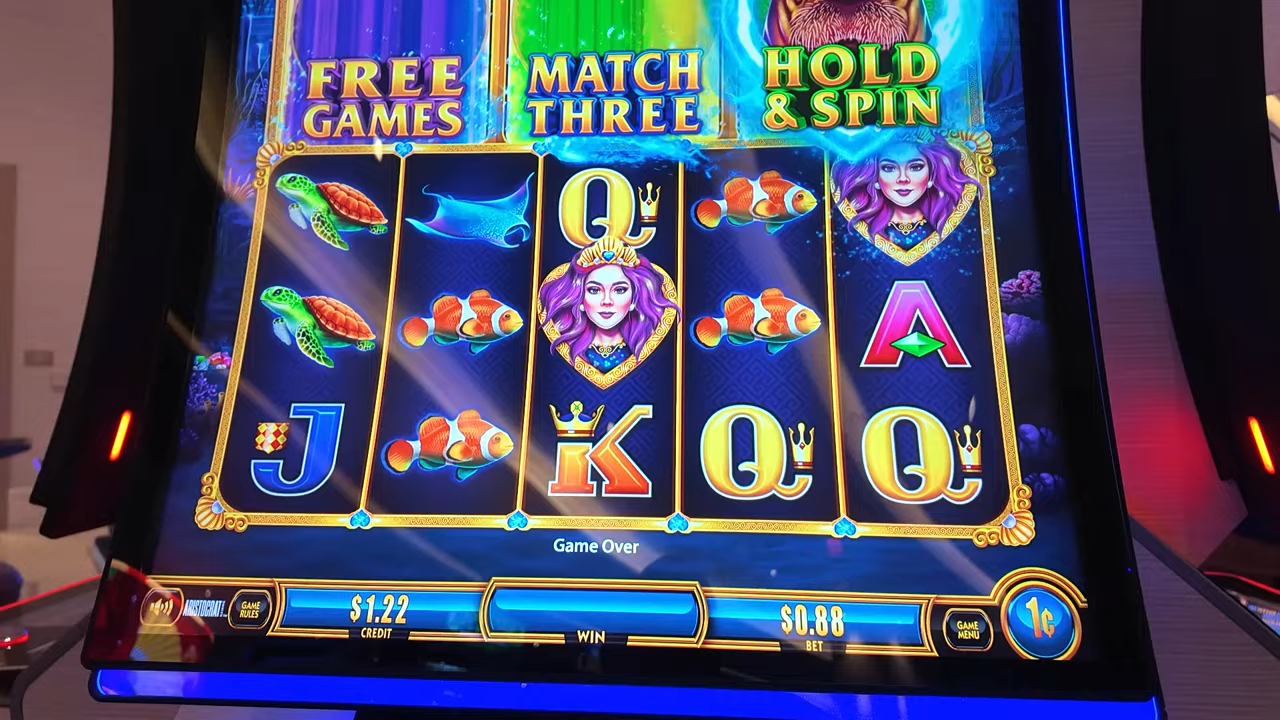 FREE
GAMES
MATCH
THREE
HOLD
& SPIN
Q
A
J
K
Q
Q
Game Over
ARISTOCRAT
GAME
RULES
$1.22
CREDIT
WIN
$0.88
BET
GAME
MENU
1¢